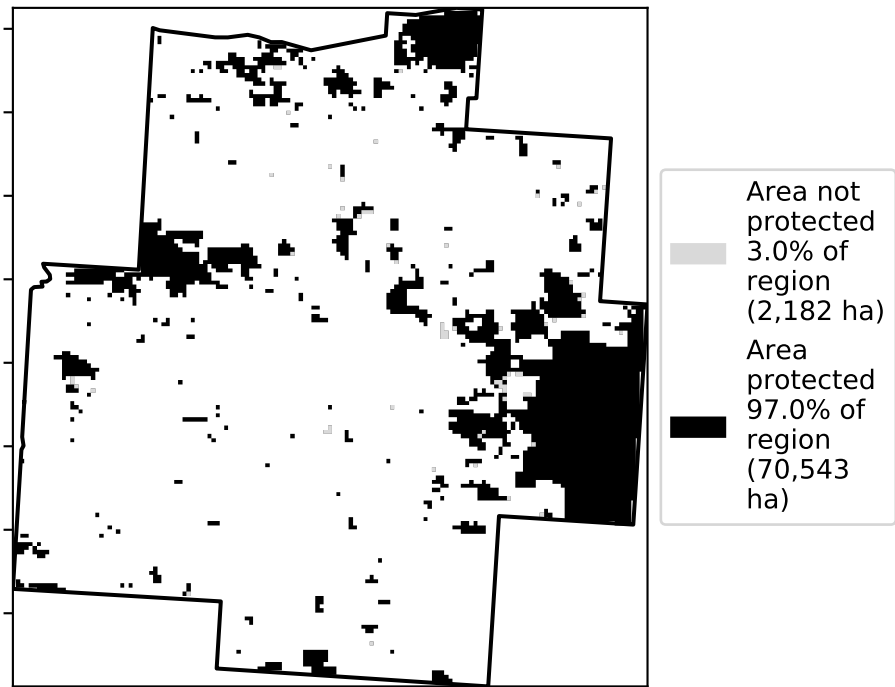 Area not
protected
3.0% of
region
(2,182 ha)
Area
protected
97.0% of
region
(70,543
ha)